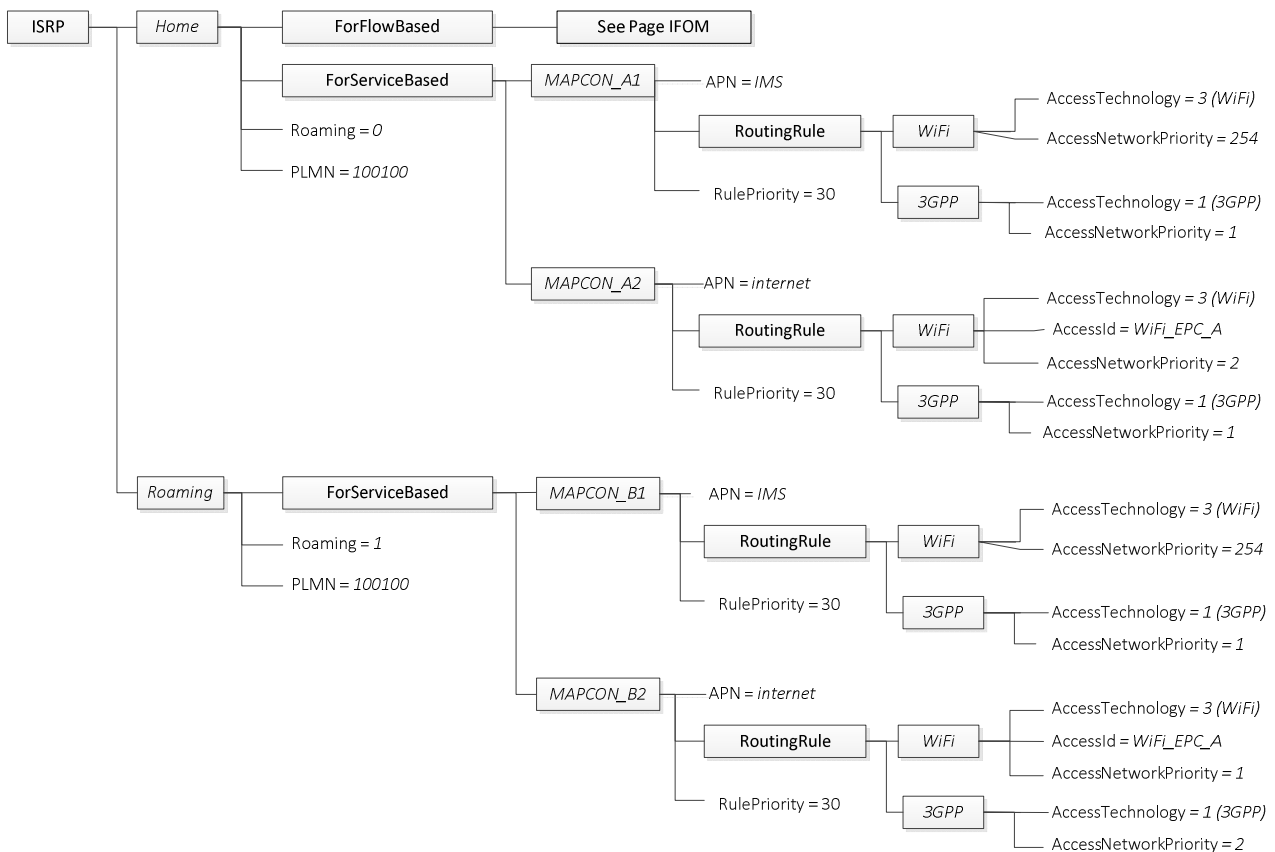 ISRP
Home
ForFlowBased
See Page IFOM
ForServiceBased
MAPCON_A1
APN = IMS
AccessTechnology = 3 (WiFi)
Roaming = 0
RoutingRule
WiFi
AccessNetworkPriority = 254
PLMN = 100100
RulePriority = 30
3GPP
AccessTechnology = 1 (3GPP)
AccessNetworkPriority = 1
MAPCON_A2
APN = internet
AccessTechnology = 3 (WiFi)
RoutingRule
WiFi
AccessId = WiFi_EPC_A
AccessNetworkPriority = 2
RulePriority = 30
3GPP
AccessTechnology = 1 (3GPP)
AccessNetworkPriority = 1
Roaming
ForServiceBased
MAPCON_B1
APN = IMS
AccessTechnology = 3 (WiFi)
Roaming = 1
RoutingRule
WiFi
AccessNetworkPriority = 254
PLMN = 100100
RulePriority = 30
3GPP
AccessTechnology = 1 (3GPP)
AccessNetworkPriority = 1
MAPCON_B2
APN = internet
AccessTechnology = 3 (WiFi)
RoutingRule
WiFi
AccessId = WiFi_EPC_A
AccessNetworkPriority = 1
RulePriority = 30
3GPP
AccessTechnology = 1 (3GPP)
AccessNetworkPriority = 2